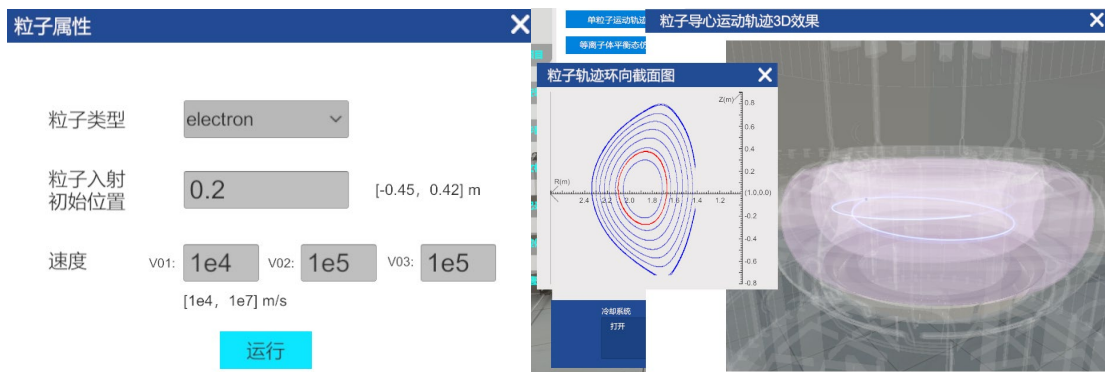 粒子属性
粒子类型
electron
粒子入射
初始位置
0.2
[-0.45, 0.42] m
速度
V01:
1e4
V02:
1e5
V03:
1e5
[1e4, 1e7] m/s
运行
单粒子运动轨迹
等离子体平衡态仿
粒子导心运动轨迹3D效果
粒子轨迹环向截面图
Z(m)
0.8
0.6
0.4
0.2
R(m)
(1.0,0.0)
2.4
2.2
2.0
1.8
1.6
1.4
1.2
-0.2
-0.4
-0.6
-0.8
冷却系统
打开